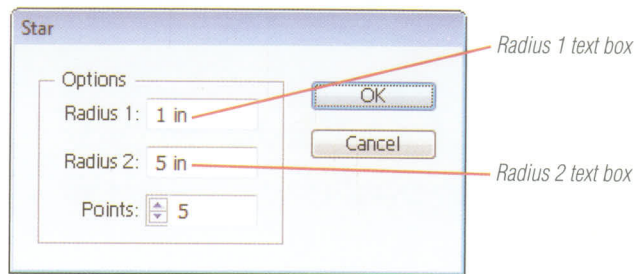 Star
Radius 1 text box
Options
OK
Radius 1: 1 in
Cancel
Radius 2: 5 in
Radius 2 text box
Points: 5